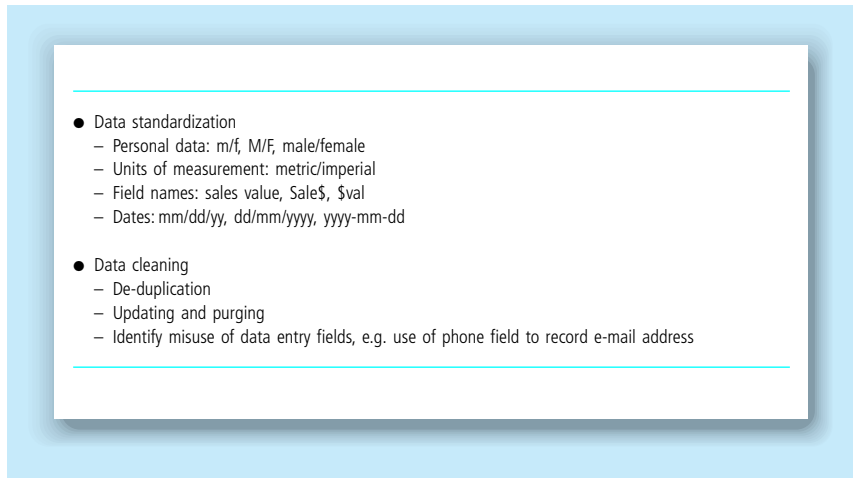 ● Data standardization
– Personal data: m/f, M/F, male/female
– Units of measurement: metric/imperial
– Field names: sales value, Sale$, $val
– Dates: mm/dd/yy, dd/mm/yyyy, yyyy-mm-dd
● Data cleaning
– De-duplication
– Updating and purging
– Identify misuse of data entry fields, e.g. use of phone field to record e-mail address